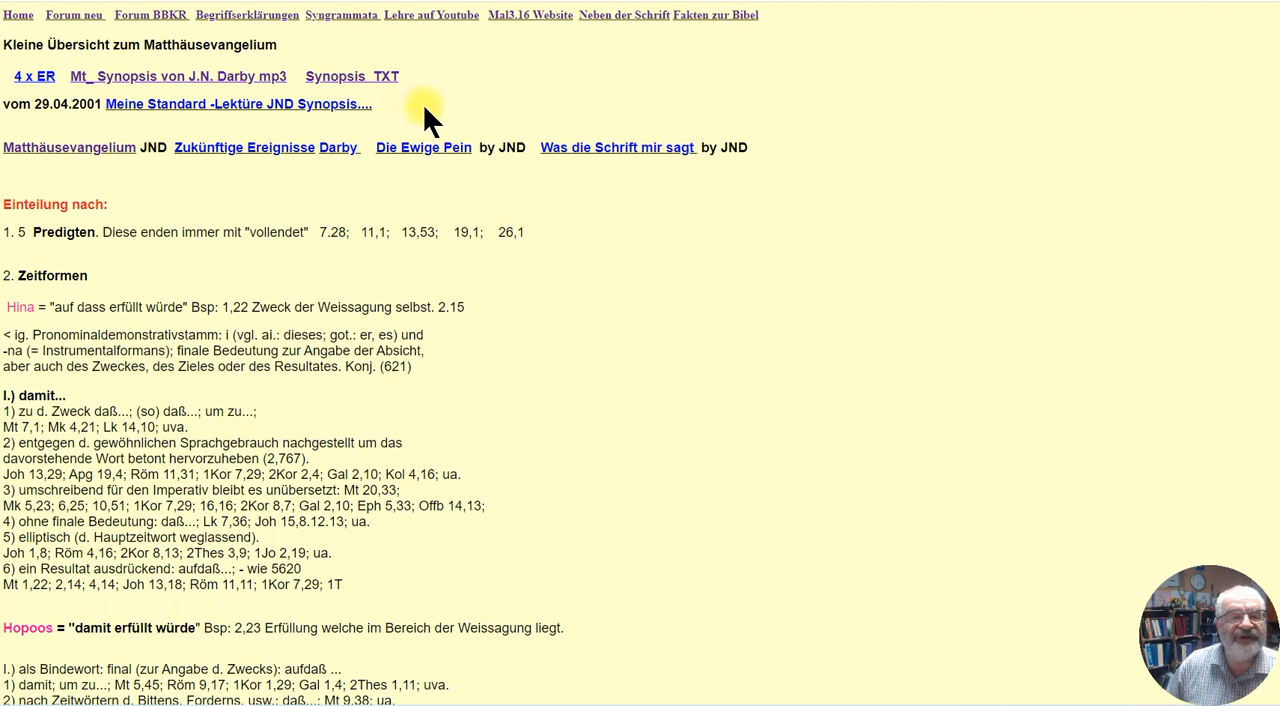 Home Forum neu Forum BBKR Begriffserklärungen Syngrammata Lehre auf Youtube Mal3.16 Website Neben der Schrift Fakten zur Bibel
Kleine Übersicht zum Matthäusevangelium
4 x ER Mt_ Synopsis von J.N. Darby mp3 Synopsis TXT
vom 29.04.2001 Meine Standard -Lektüre JND Synopsis....
Matthäusevangelium JND Zukünftige Ereignisse Darby Die Ewige Pein by JND Was die Schrift mir sagt by JND
Einteilung nach:
1. 5 Predigten. Diese enden immer mit "vollendet" 7.28; 11,1; 13,53; 19,1; 26,1
2. Zeitformen
Hina = "auf dass erfüllt würde" Bsp: 1,22 Zweck der Weissagung selbst. 2.15
< ig. Pronominaldemonstrativstamm: i (vgl. ai.: dieses; got.: er, es) und
-na (= Instrumentalformans); finale Bedeutung zur Angabe der Absicht,
aber auch des Zweckes, des Zieles oder des Resultates. Konj. (621)
I.) damit...
1) zu d. Zweck daß...; (so) daß...; um zu...;
Mt 7,1; Mk 4,21; Lk 14,10; uva.
2) entgegen d. gewöhnlichen Sprachgebrauch nachgestellt um das
davorstehende Wort betont hervorzuheben (2,767).
Joh 13,29; Apg 19,4; Röm 11,31; 1Kor 7,29; 2Kor 2,4; Gal 2,10; Kol 4,16; ua.
3) umschreibend für den Imperativ bleibt es unübersetzt: Mt 20,33;
Mk 5,23; 6,25; 10,51; 1Kor 7,29; 16,16; 2Kor 8,7; Gal 2,10; Eph 5,33; Offb 14,13;
4) ohne finale Bedeutung: daß...; Lk 7,36; Joh 15,8.12.13; ua.
5) elliptisch (d. Hauptzeitwort weglassend).
Joh 1,8; Röm 4,16; 2Kor 8,13; 2Thes 3,9; 1Jo 2,19; ua.
6) ein Resultat ausdrückend: aufdaß...; - wie 5620
Mt 1,22; 2,14; 4,14; Joh 13,18; Röm 11,11; 1Kor 7,29; 1T
Hopoos = "damit erfüllt würde" Bsp: 2,23 Erfüllung welche im Bereich der Weissagung liegt.
I.) als Bindewort: final (zur Angabe d. Zwecks): aufdaß ...
1) damit; um zu...; Mt 5,45; Röm 9,17; 1Kor 1,29; Gal 1,4; 2Thes 1,11; uva.
2) nach Zeitwörtern d. Bittens, Forderns, usw.: daß...; Mt 9,38; ua.